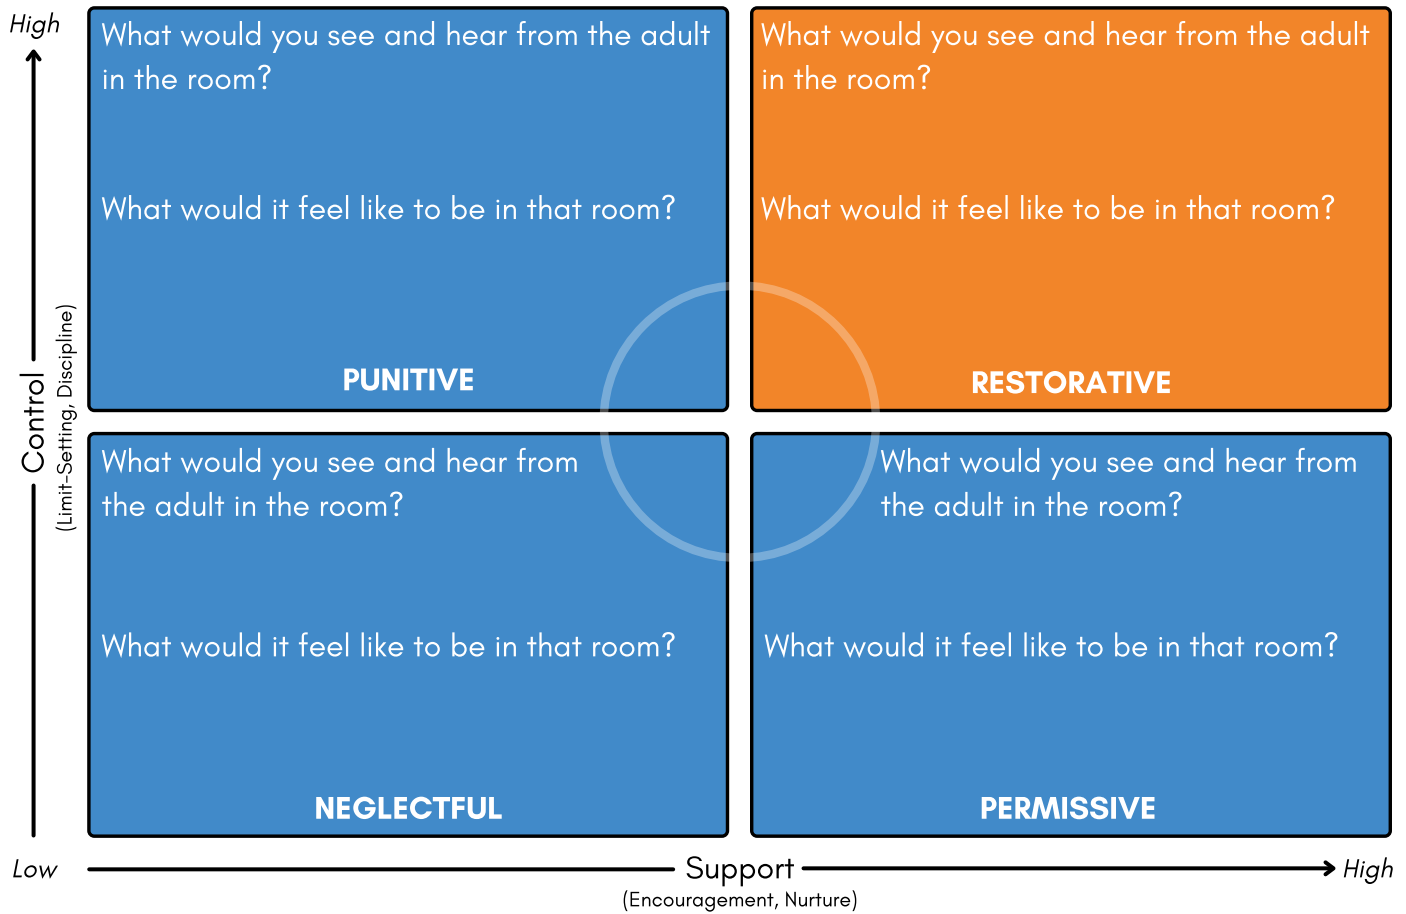 High
What would you see and hear from the adult
in the room?
What would it feel like to be in that room?
PUNITIVE
What would you see and hear from the adult
in the room?
What would it feel like to be in that room?
RESTORATIVE
Control
(Limit-Setting, Discipline)
What would you see and hear from
the adult in the room?
What would it feel like to be in that room?
NEGLECTFUL
What would you see and hear from
the adult in the room?
What would it feel like to be in that room?
PERMISSIVE
Low
Support
(Encouragement, Nurture)
High